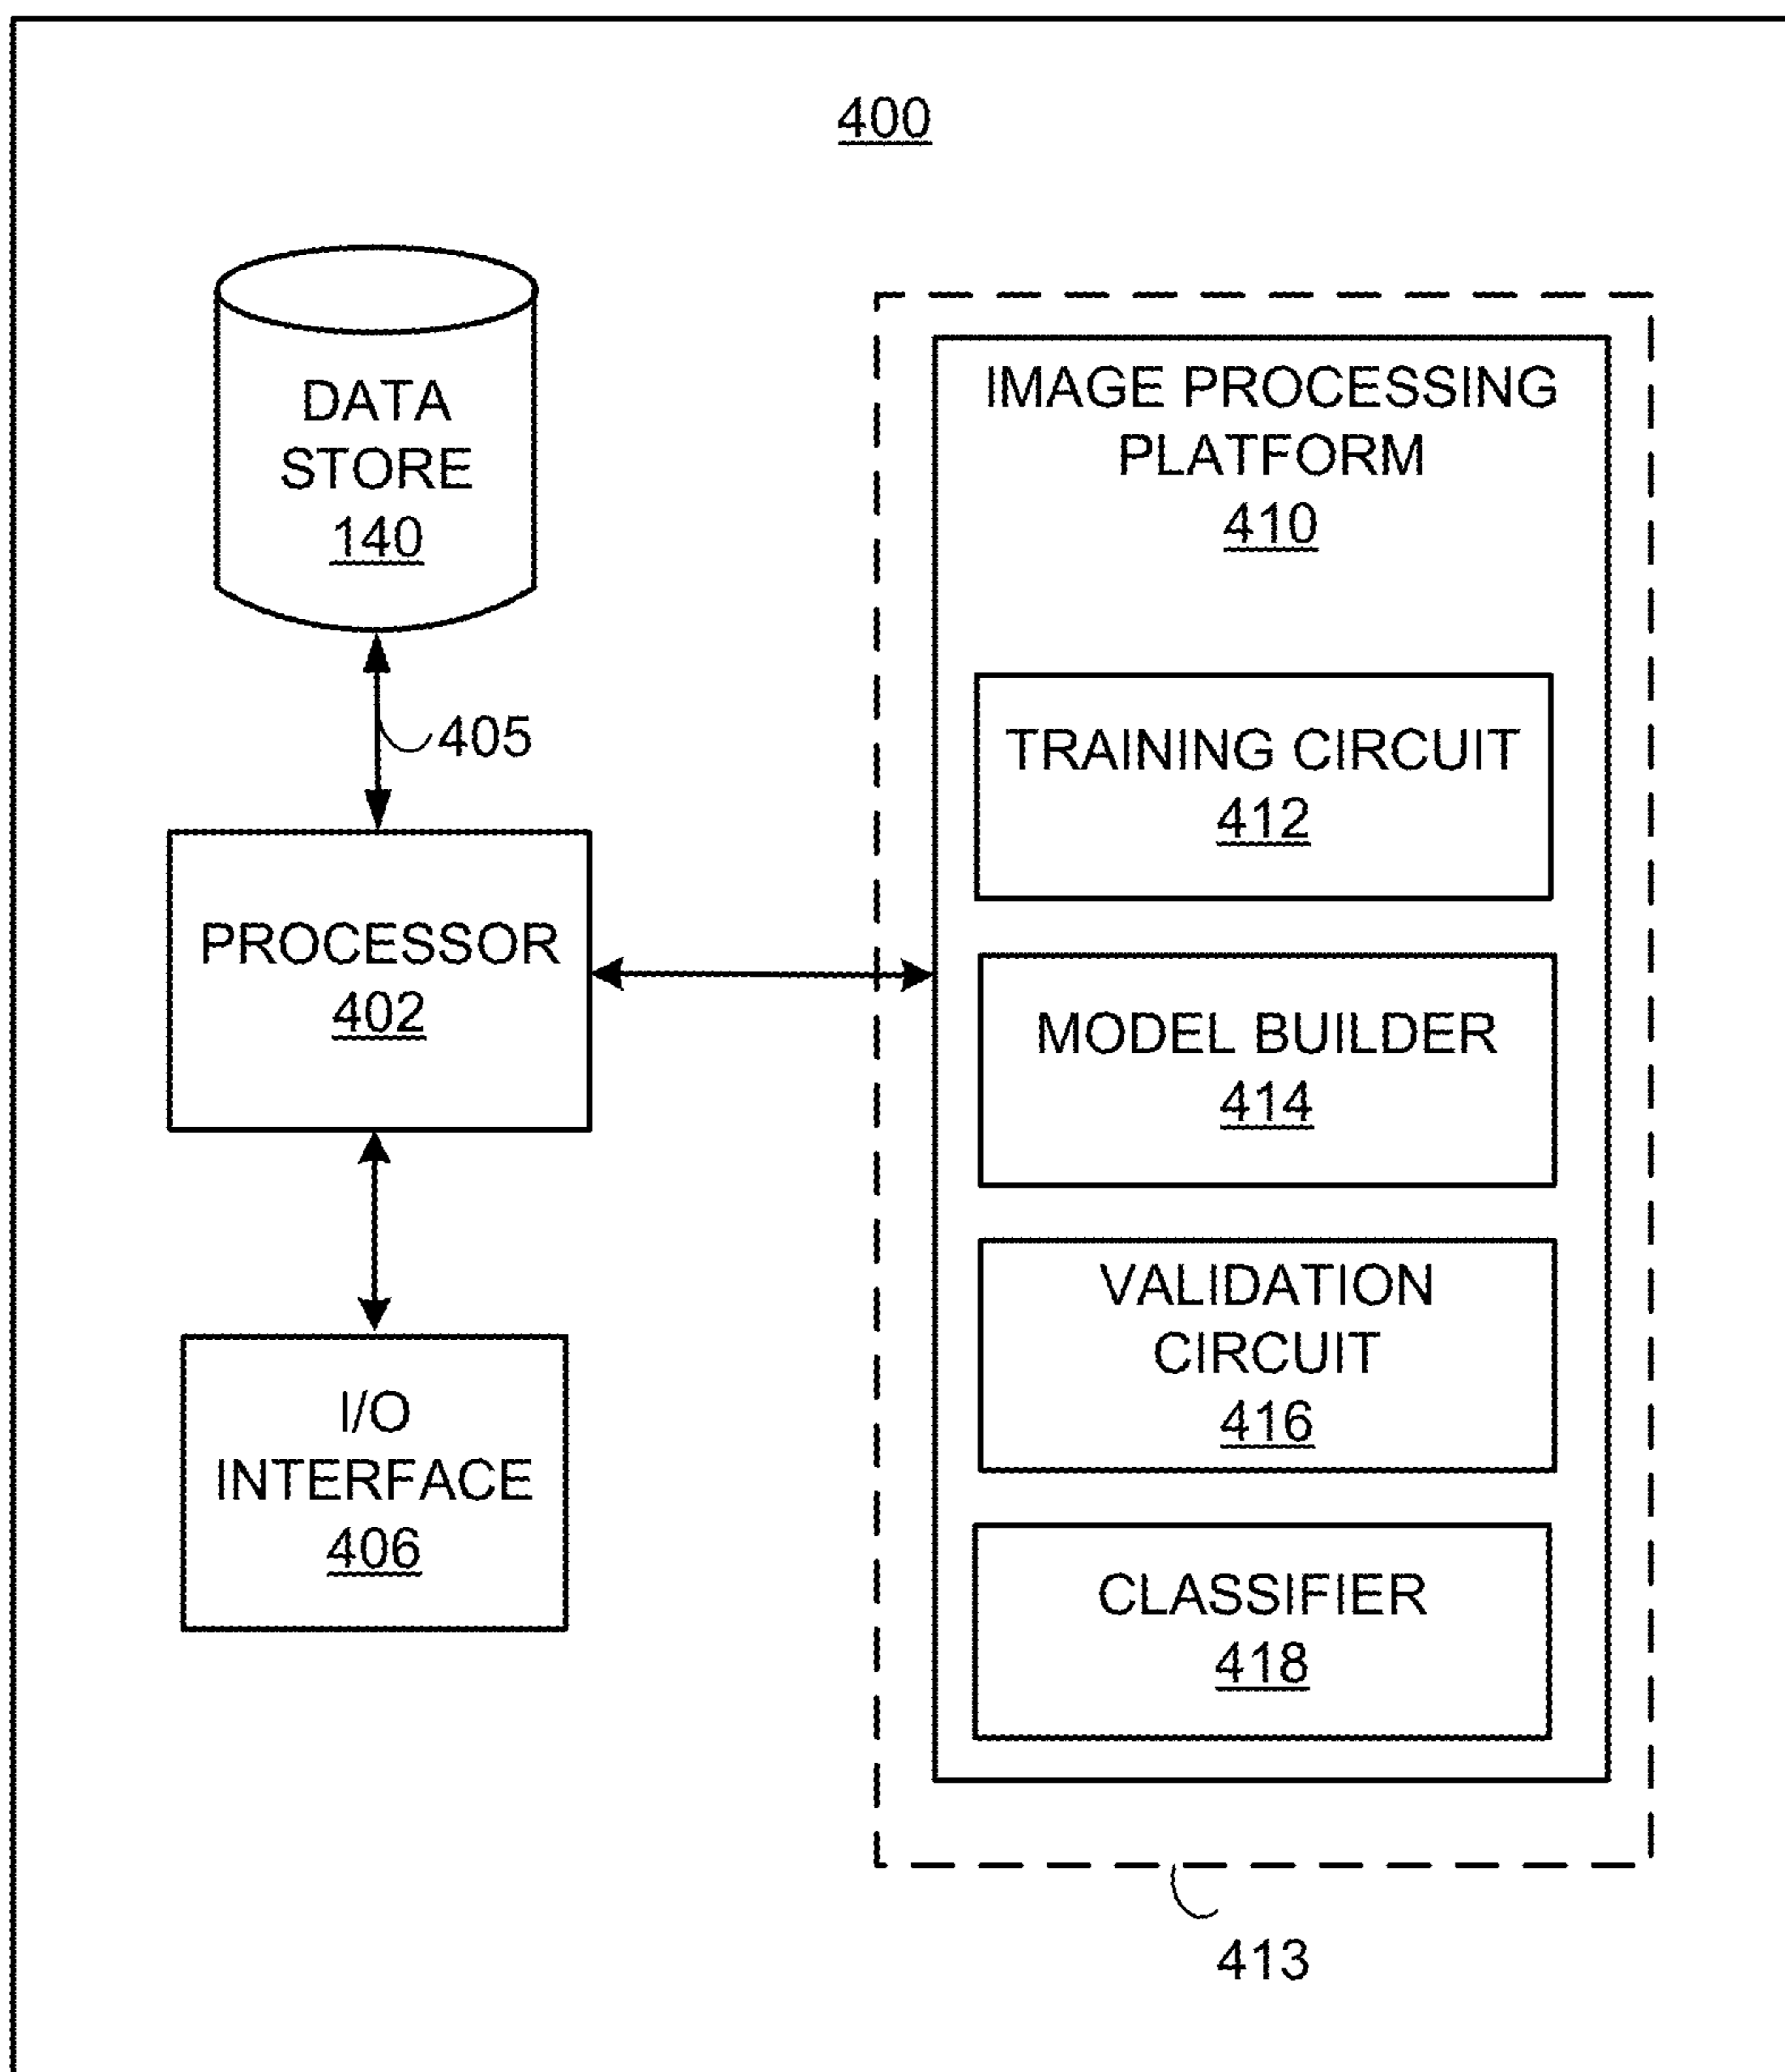 400
DATA
STORE
140
405
PROCESSOR
402
I/O
INTERFACE
406
IMAGE PROCESSING
PLATFORM
410
TRAINING CIRCUIT
412
MODEL BUILDER
414
VALIDATION
CIRCUIT
416
CLASSIFIER
418
413